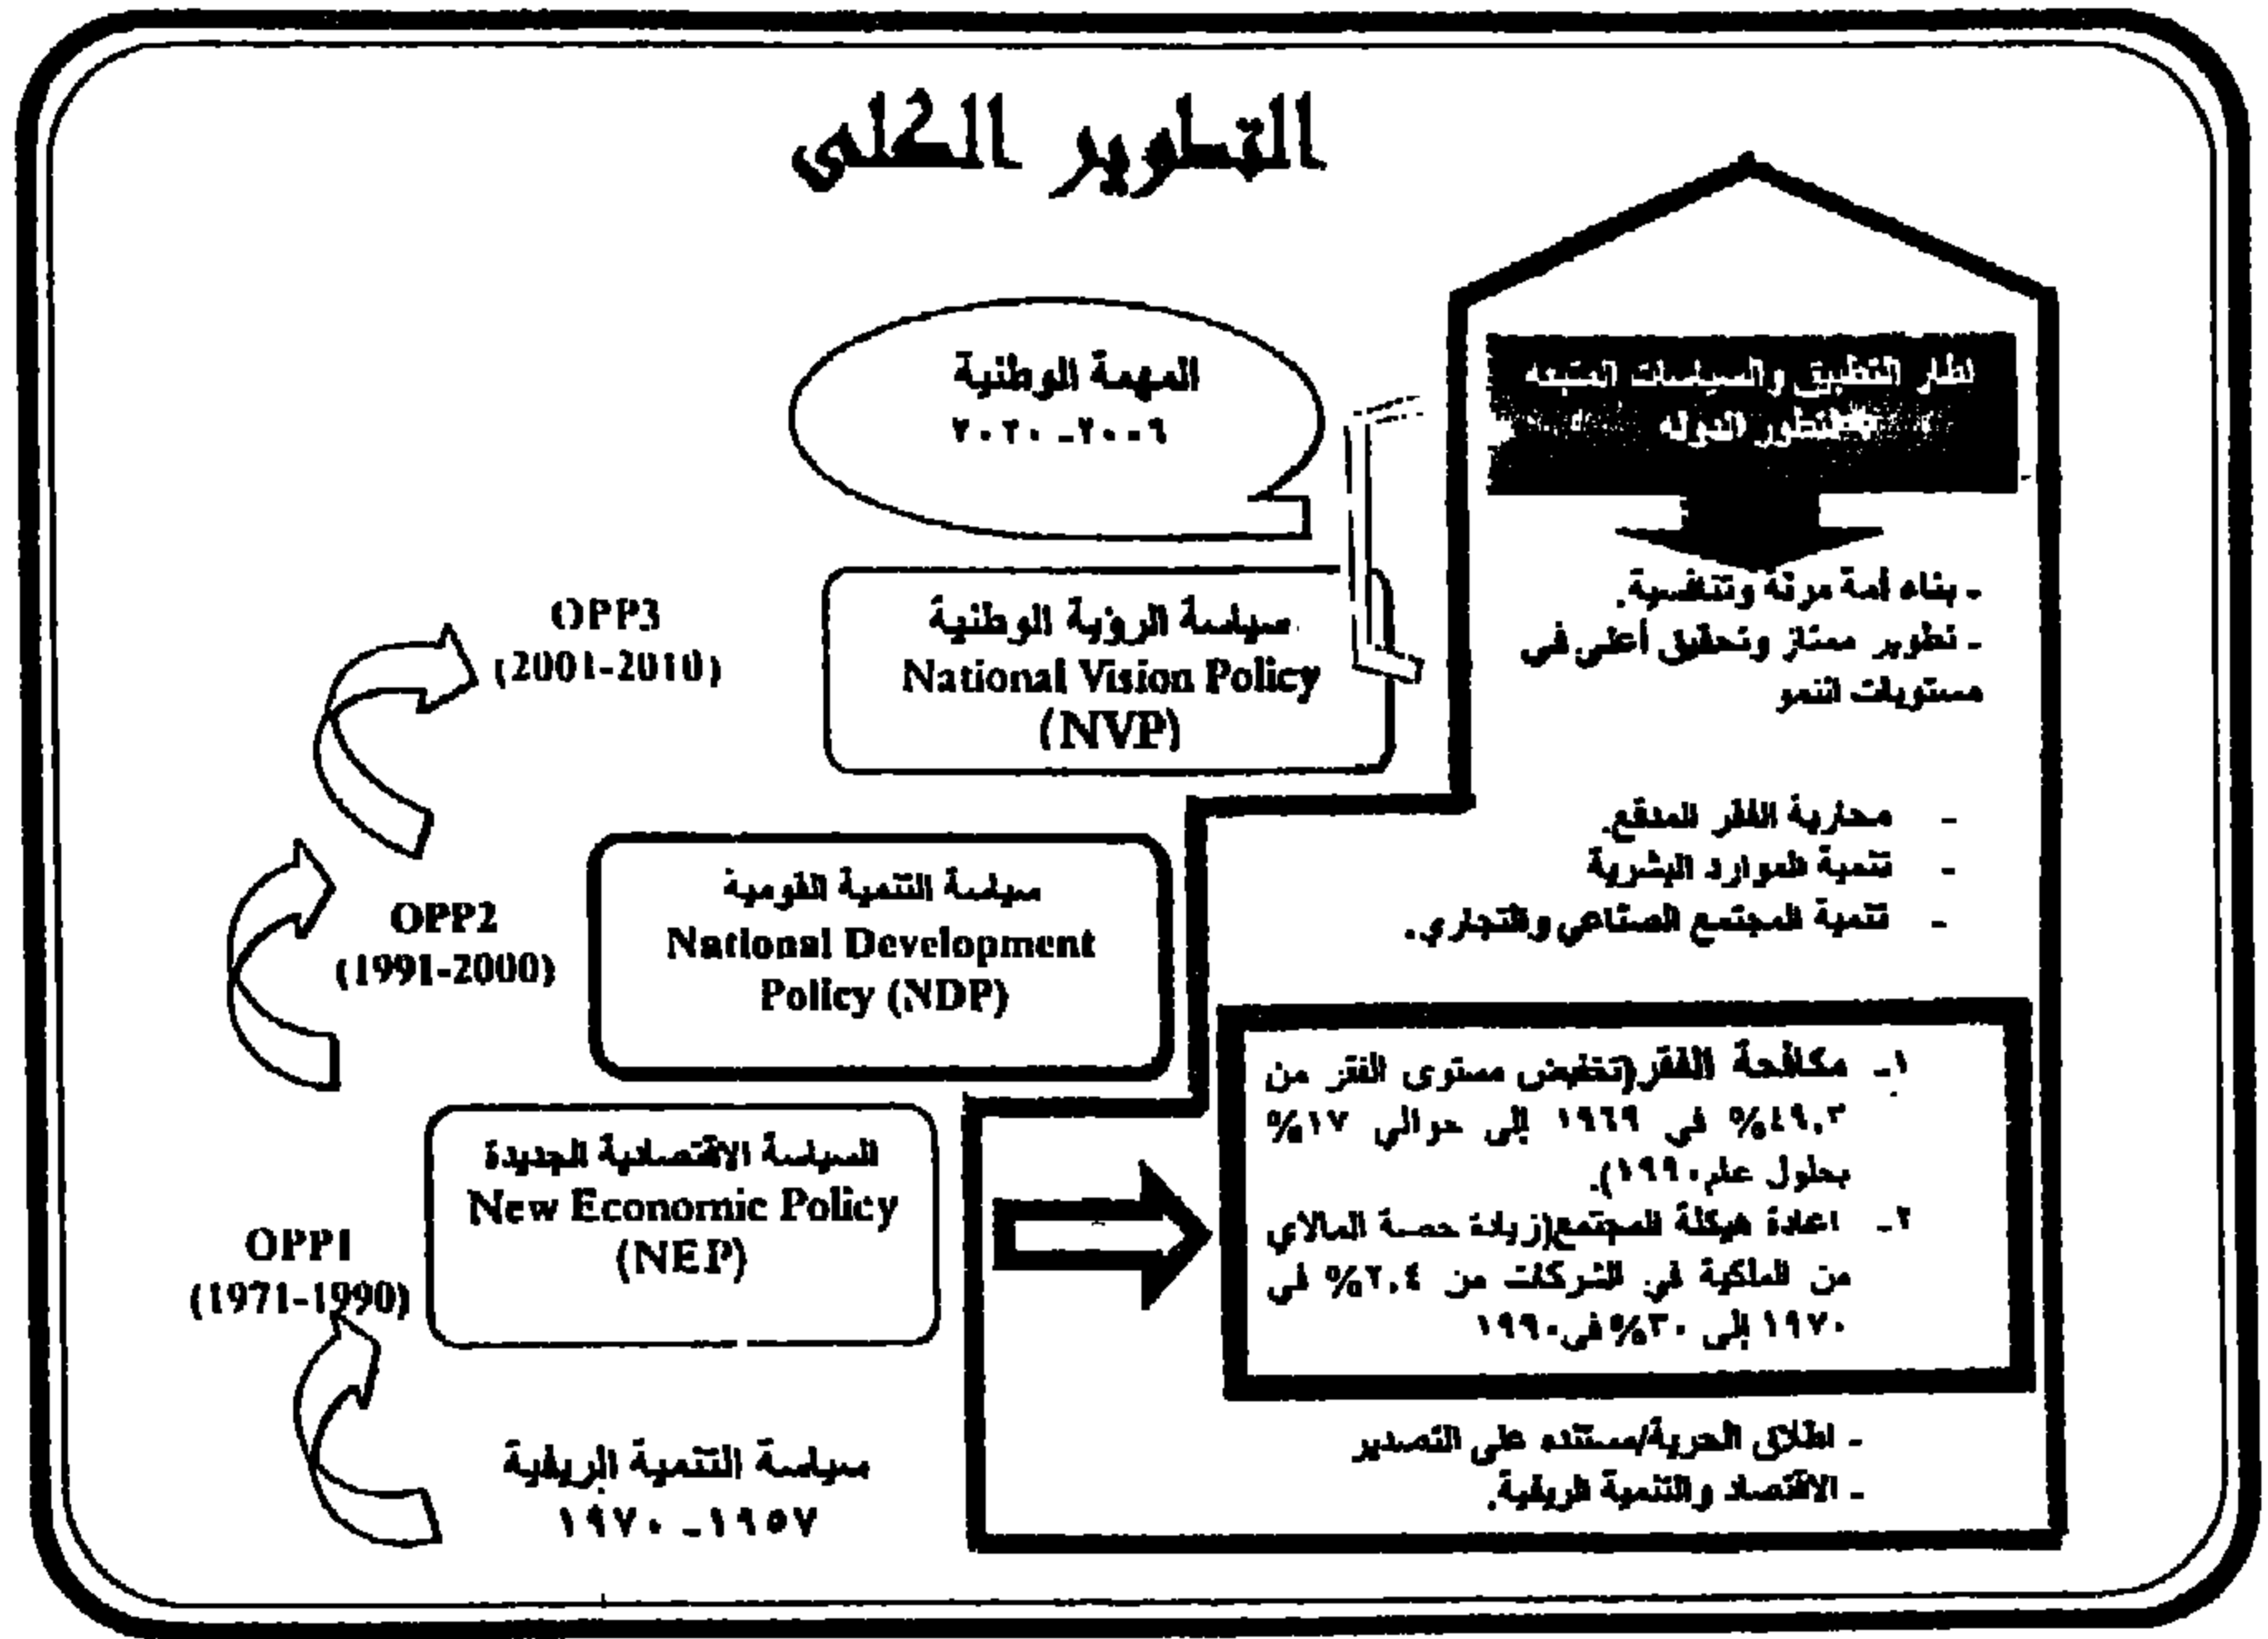 التطوير الكلى
المهمة الوطنية
٢٠٠٦-٢٠٢٠
إطار التطبيق والسياسات المتبعه
لتطور الدوله
- بناء أمة مرنة وتنافسية.
- تطوير ممتاز وتحقيق أعلى في
مستويات النمو
OPP3
(2001-2010)
سياسة الرؤية الوطنية
National Vision Policy
(NVP)
- محاربة الفقر المدقع.
- تنمية الموارد البشرية
- تنمية المجتمع الصناعي والتجاري.
OPP2
(1991-2000)
سياسة التنمية القومية
National Development
Policy (NDP)
١- مكافحة الفقر(تخفيض مستوى الفقر من
٤٩,٣% في ١٩٦٩ إلى حوالي ١٧%
بحلول عام ١٩٩٠).
٢- اعادة هيكلة المجتمع(زيادة حصة المالاي
من الملكية في الشركات من ٢,٤% في
١٩٧٠ إلى ٣٠% في ١٩٩٠
OPP1
(1971-1990)
السياسة الاقتصادية الجديدة
New Economic Policy
(NEP)
سياسة التنمية الريفية
١٩٥٧- ١٩٧٠
- اطلاق الحرية/مستنده على التصدير
- الاقتصاد والتنمية الريفية.